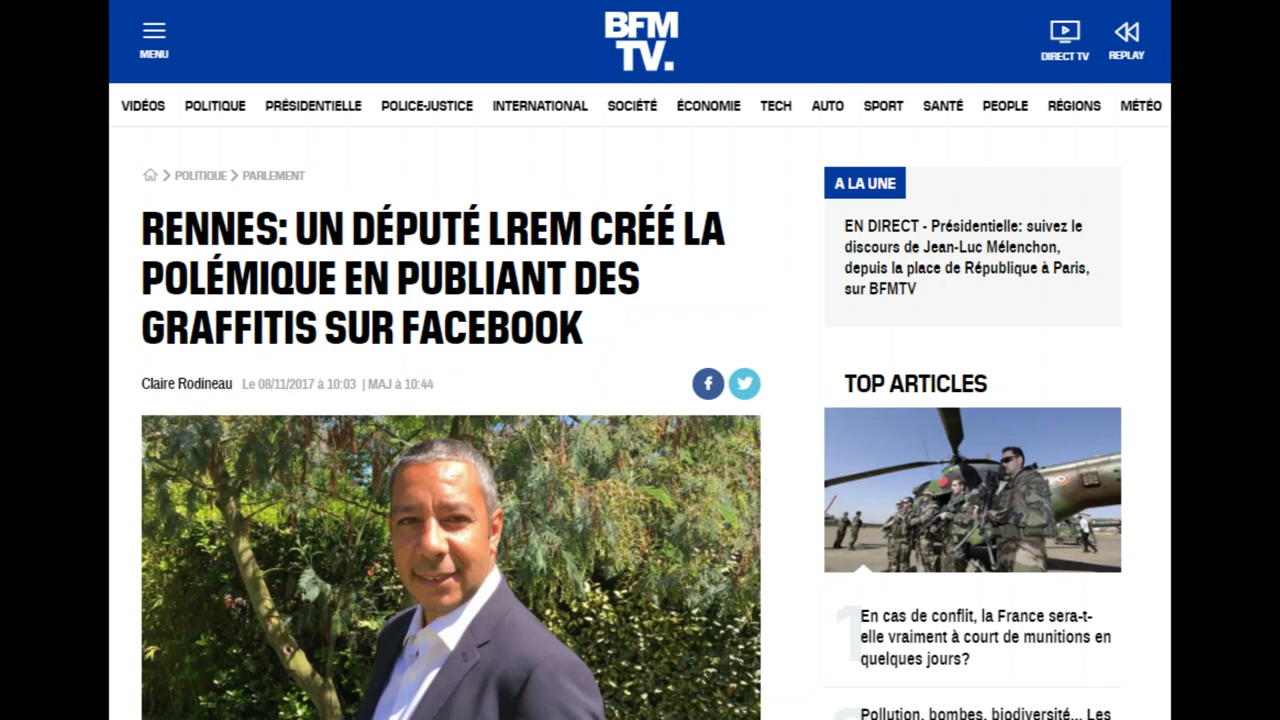 MENU
BFM
TV.
DIRECT TV
REPLAY
VIDÉOS POLITIQUE PRÉSIDENTIELLE POLICE-JUSTICE INTERNATIONAL SOCIÉTÉ ÉCONOMIE TECH AUTO SPORT SANTÉ PEOPLE RÉGIONS MÉTÉO
POLITIQUE PARLEMENT
RENNES: UN DÉPUTÉ LREM CRÉÉ LA
POLÉMIQUE EN PUBLIANT DES
GRAFFITIS SUR FACEBOOK
Claire Rodineau Le 08/11/2017 à 10:03 | MAJ à 10:44
A LA UNE
EN DIRECT - Présidentielle: suivez le
discours de Jean-Luc Mélenchon,
depuis la place de République à Paris,
sur BFMTV
TOP ARTICLES
1
En cas de conflit, la France sera-t-
elle vraiment à court de munitions en
quelques jours?
Pollution, bombes, biodiversité... Les